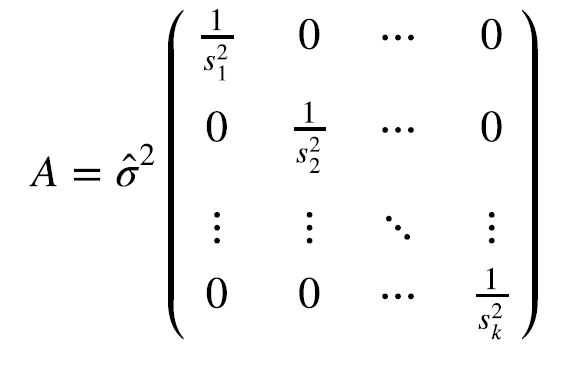 $$A = \hat{\sigma}^2 \begin{pmatrix} \frac{1}{s_1^2} & 0 & \cdots & 0 \\ 0 & \frac{1}{s_2^2} & \cdots & 0 \\ \vdots & \vdots & \ddots & \vdots \\ 0 & 0 & \cdots & \frac{1}{s_k^2} \end{pmatrix}$$